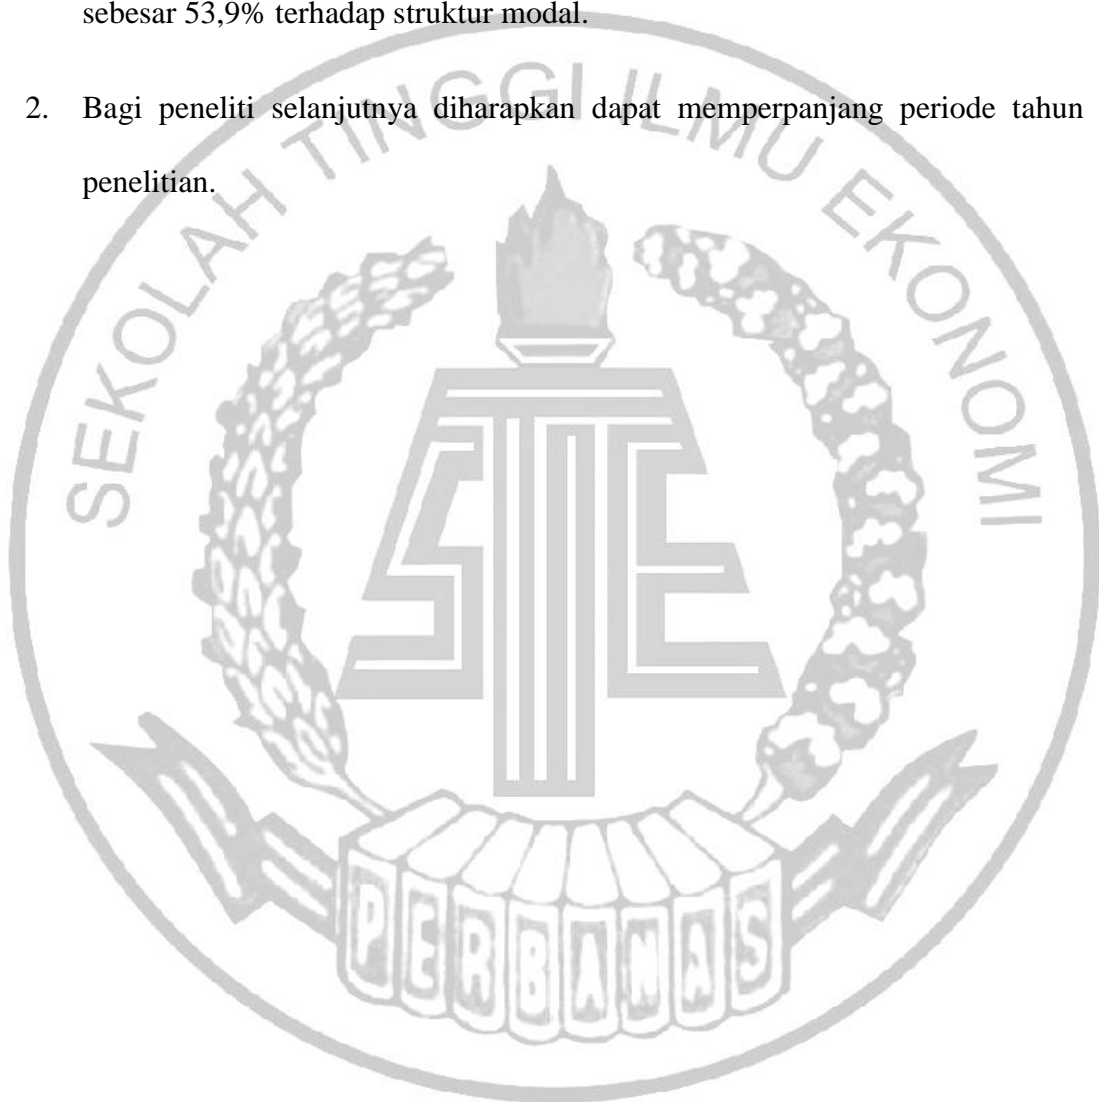 sebesar 53,9% terhadap struktur modal.
2. Bagi peneliti selanjutnya diharapkan dapat memperpanjang periode tahun
penelitian.
SEKOLAH TINGGI ILMU EKONOMI
STIE
PERBANAS